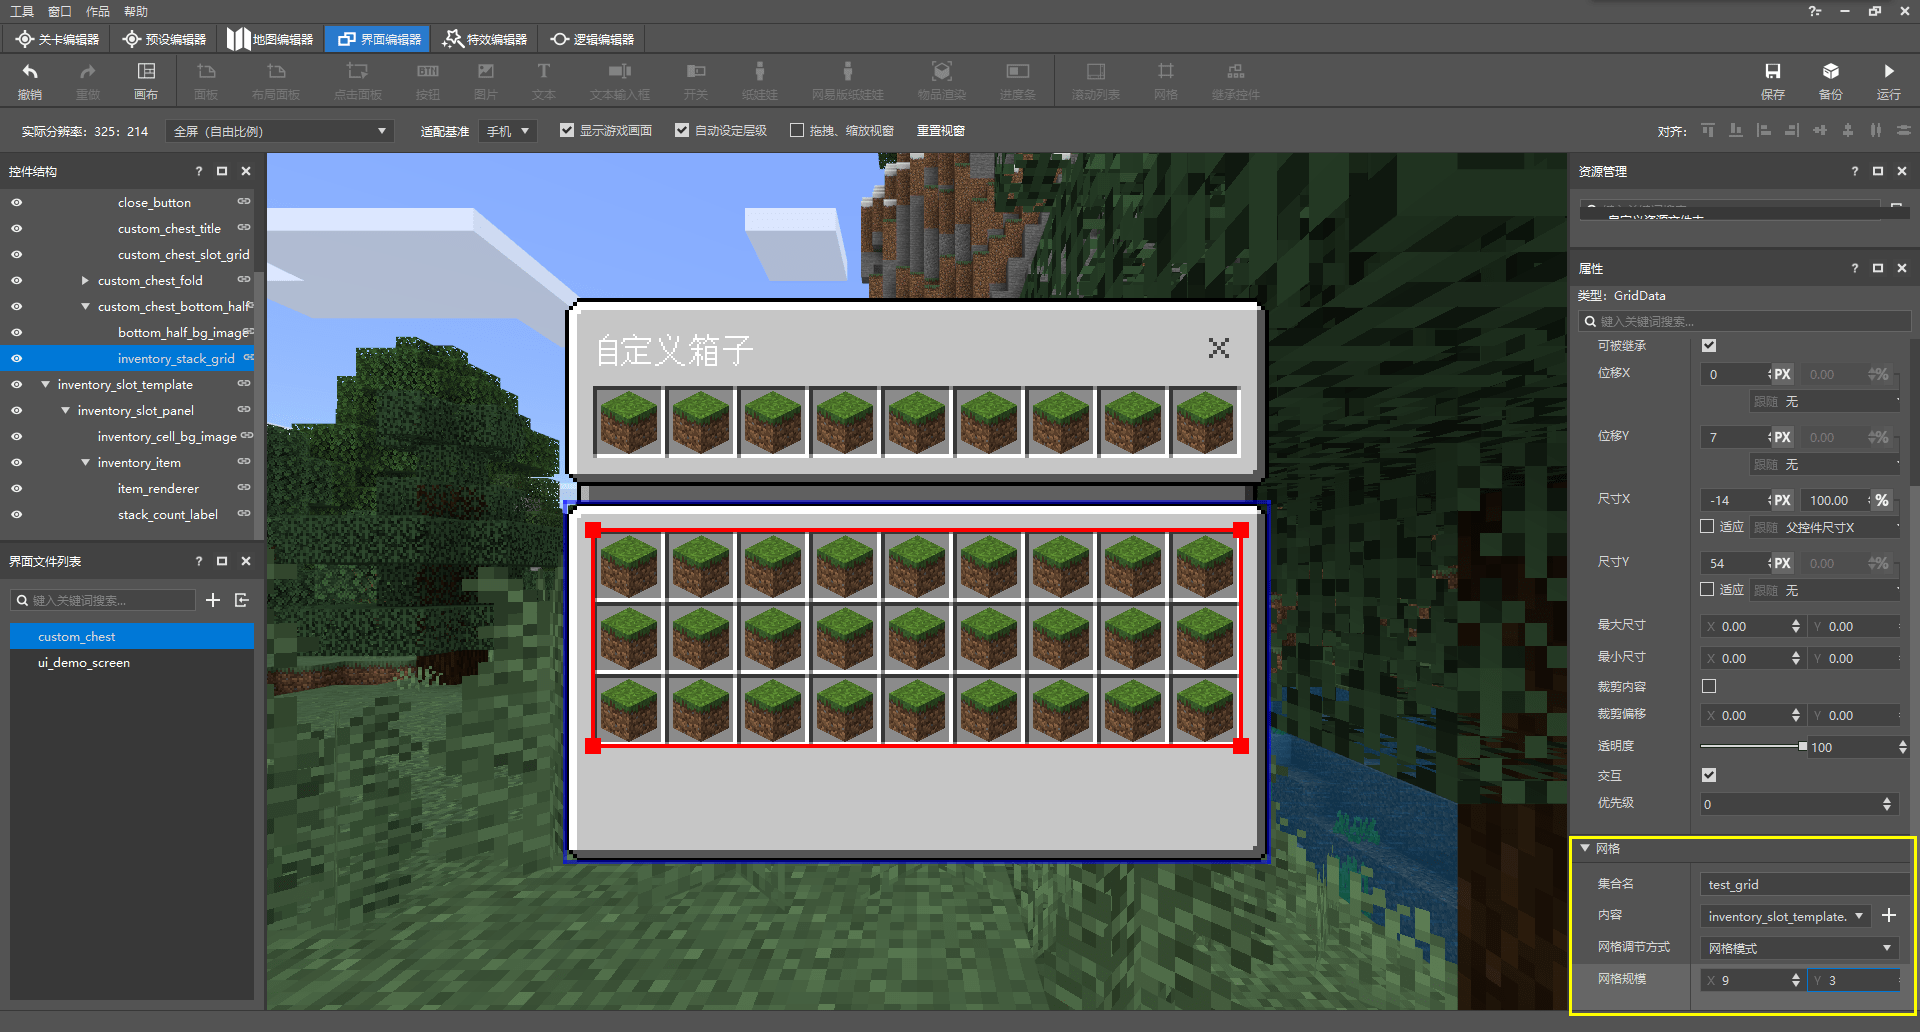 工具 窗口 作品 帮助
关卡编辑器 预设编辑器 地图编辑器 界面编辑器 特效编辑器 逻辑编辑器
撤销 重做 画布 面板 布局面板 点击面板 按钮 图片 文本 文本输入框 开关 纸娃娃 网易版纸娃娃 物品渲染 进度条 滚动列表 网格 继承控件 保存 备份 运行
实际分辨率：325：214 全屏（自由比例） 适配基准 手机 显示游戏画面 自动设定层级 拖拽、缩放视窗 重置视窗 对齐：
控件结构
close_button
custom_chest_title
custom_chest_slot_grid
custom_chest_fold
custom_chest_bottom_half
bottom_half_bg_image
inventory_stack_grid
inventory_slot_template
inventory_slot_panel
inventory_cell_bg_image
inventory_item
item_renderer
stack_count_label
界面文件列表
键入关键词搜索...
custom_chest
ui_demo_screen
自定义箱子
资源管理
属性
类型：GridData
键入关键词搜索...
可被继承
位移X 0 PX 0.00 %
跟随 无
位移Y 7 PX 0.00 %
跟随 无
尺寸X -14 PX 100.00 %
适应 跟随 父控件尺寸X
尺寸Y 54 PX 0.00 %
适应 跟随 无
最大尺寸 X 0.00 Y 0.00
最小尺寸 X 0.00 Y 0.00
裁剪内容
裁剪偏移 X 0.00 Y 0.00
透明度 100
交互
优先级 0
网格
集合名 test_grid
内容 inventory_slot_template.
网格调节方式 网格模式
网格规模 X 9 Y 3